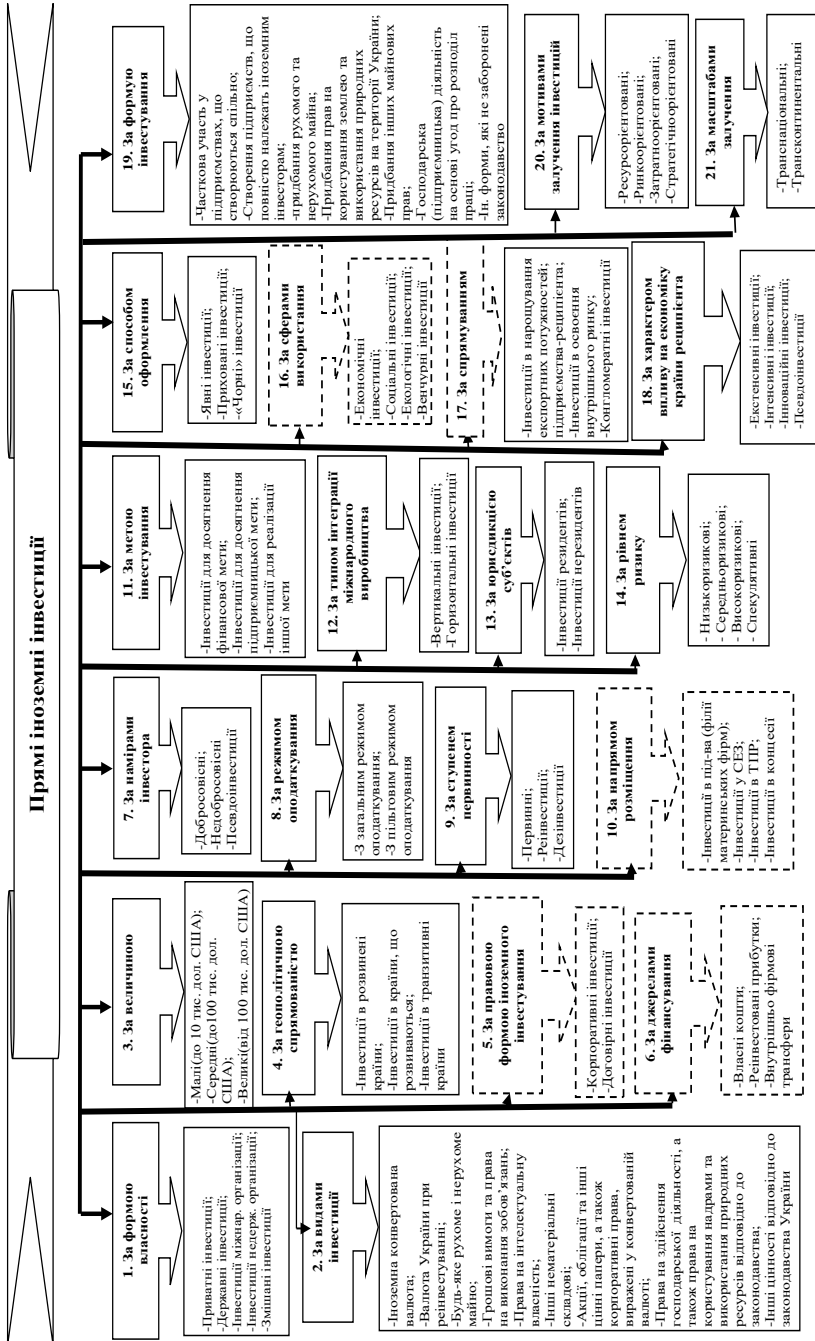 Прямі іноземні інвестиції
1. За формою
власності
-Приватні інвестиції;
-Державні інвестиції;
-Інвестиції міжнар. організації;
-Інвестиції недерж. організації;
-Змішані інвестиції
2. За видами
інвестиції
-Іноземна конвертована
валюта;
-Валюта України при
реінвестуванні;
-Будь-яке рухоме і нерухоме
майно;
-Грошові вимоги та права
на виконання зобов’язань;
-Права на інтелектуальну
власність;
-Інші нематеріальні
складові;
-Акції, облігації та інші
цінні папери, а також
корпоративні права,
виражені у конвертованій
валюті;
-Права на здійснення
господарської діяльності, а
також права на
користування надрами та
використання природних
ресурсів відповідно до
законодавства;
-Інші цінності відповідно до
законодавства України
3. За величиною
-Малі(до 10 тис. дол. США);
-Середні(до100 тис. дол.
США);
-Великі(від 100 тис. дол. США)
4. За геополітичною
спрямованістю
-Інвестиції в розвинені
країни;
-Інвестиції в країни, що
розвиваються;
-Інвестиції в транзитивні
країни
5. За правовою
формою іноземного
інвестування
-Корпоративні інвестиції;
-Договірні інвестиції
6. За джерелами
фінансування
-Власні кошти;
-Реінвестовані прибутки;
-Внутрішньо фірмові
трансфери
7. За намірами
інвестора
-Добросовісні;
-Недобросовісні
-Псевдоінвестиції
8. За режимом
оподаткування
-З загальним режимом
оподаткування;
-З пільговим режимом
оподаткування
9. За ступенем
первинності
-Первинні;
-Реінвестиції;
-Дезінвестиції
10. За напрямом
розміщення
-Інвестиції в під-ва (філії
материнських фірм);
-Інвестиції у СЕЗ;
-Інвестиції в ТПР;
-Інвестиції в концесії
11. За метою
інвестування
-Інвестиції для досягнення
фінансової мети;
-Інвестиції для досягнення
підприємницької мети;
-Інвестиції для реалізації
іншої мети
12. За типом інтеграції
міжнародного
виробництва
-Вертикальні інвестиції;
-Горизонтальні інвестиції
13. За юрисдикцією
суб’єктів
-Інвестиції резидентів;
-Інвестиції нерезидентів
14. За рівнем
ризику
- Низькоризикові;
- Середньоризикові;
- Високоризикові;
- Спекулятивні
15. За способом
оформлення
-Явні інвестиції;
-Приховані інвестиції;
-«Чорні» інвестиції
16. За сферами
використання
-Економічні
інвестиції;
-Соціальні інвестиції;
-Екологічні інвестиції;
-Венчурні інвестиції
17. За спрямуванням
-Інвестиції в нарощування
експортних потужностей;
підприємства-реципієнта;
-Інвестиції в освоєння
внутрішнього ринку;
-Конгломератні інвестиції
18. За характером
впливу на економіку
країни реципієнта
-Екстенсивні інвестиції;
-Інтенсивні інвестиції;
-Інноваційні інвестиції;
-Псевдоінвестиції
19. За формою
інвестування
-Часткова участь у
підприємствах, що
створюються спільно;
-Створення підприємств, що
повністю належать іноземним
інвесторам;
-придбання рухомого та
нерухомого майна;
-Придбання прав на
користування землею та
використання природних
ресурсів на території України;
-Придбання інших майнових
прав;
-Господарська
(підприємницька) діяльність
на основі угод про розподіл
праці;
-Ін. форми, які не заборонені
законодавство
20. За мотивами
залучення інвестицій
-Ресурсорієнтовані;
-Ринкоорієнтовані;
-Затратноорієнтовані;
-Стратегічноорієнтовані
21. За масштабами
залучення
-Транснаціональні;
-Трансконтинентальні